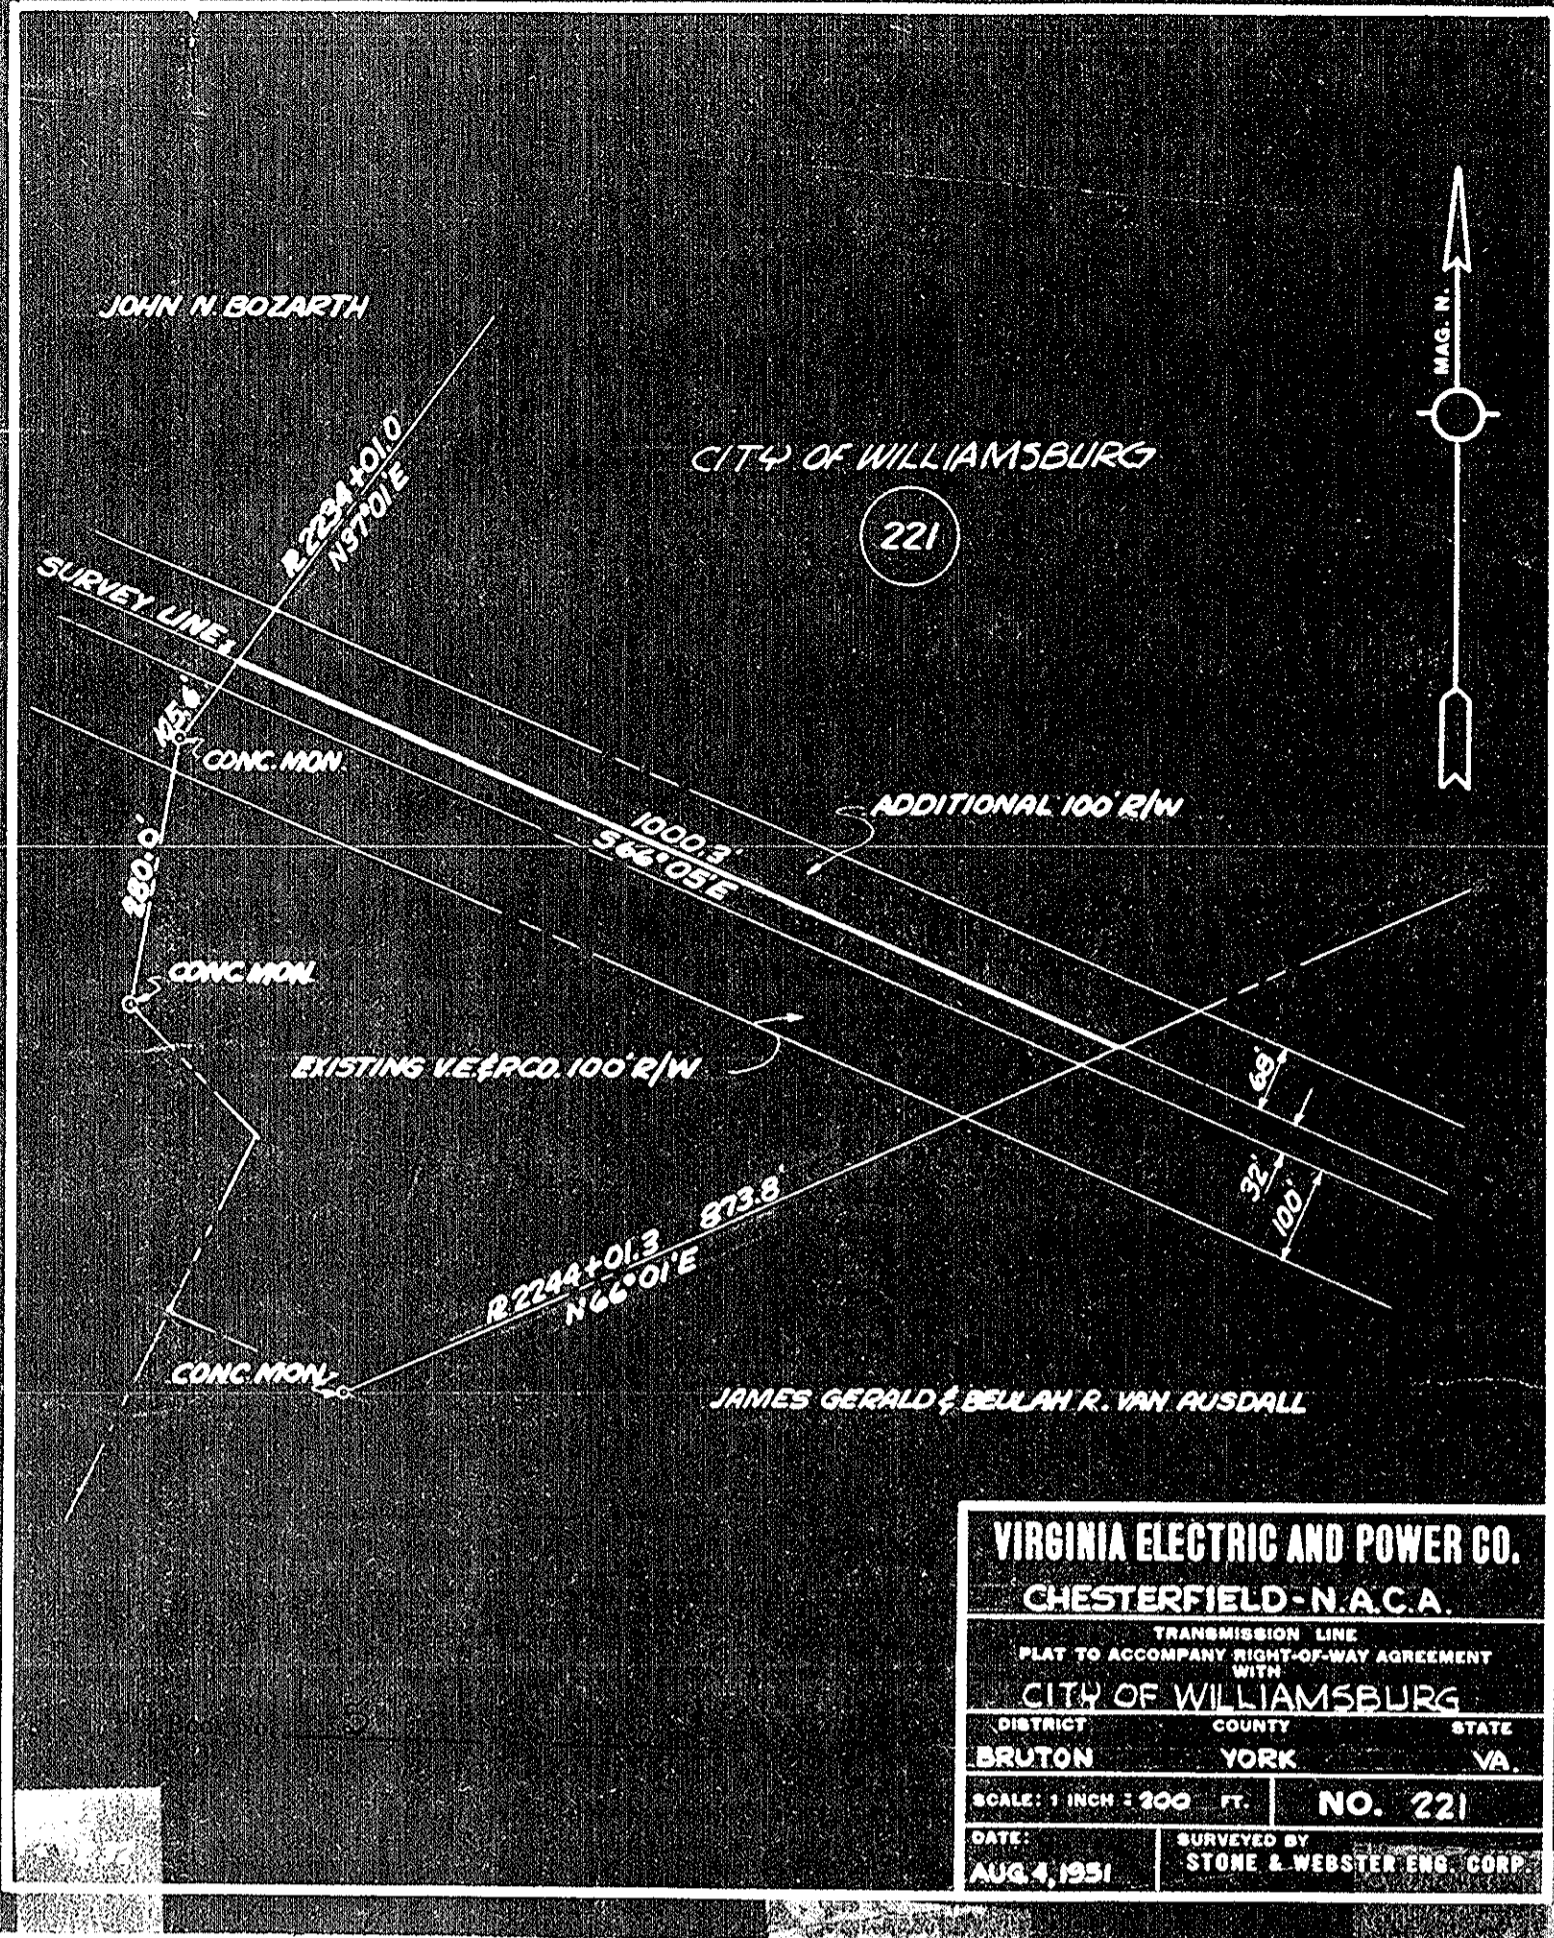 JOHN N. BOZARTH
MAG. N.
R 2234+01.0
N37°01'E
CITY OF WILLIAMSBURG
221
SURVEY LINE
CONC. MON.
1000.3'
S66°05'E
ADDITIONAL 100' R/W
280.0'
CONC. MON.
EXISTING V.E.&P.CO. 100' R/W
68'
32'
100'
R 2244+01.3 873.8'
N66°01'E
CONC. MON.
JAMES GERALD & BEULAH R. VAN AUSDALL
VIRGINIA ELECTRIC AND POWER CO.
CHESTERFIELD-N.A.C.A.
TRANSMISSION LINE
PLAT TO ACCOMPANY RIGHT-OF-WAY AGREEMENT
WITH
CITY OF WILLIAMSBURG
DISTRICT COUNTY STATE
BRUTON YORK VA.
SCALE: 1 INCH = 200 FT. NO. 221
DATE: SURVEYED BY
AUG 4, 1951 STONE & WEBSTER ENG. CORP.